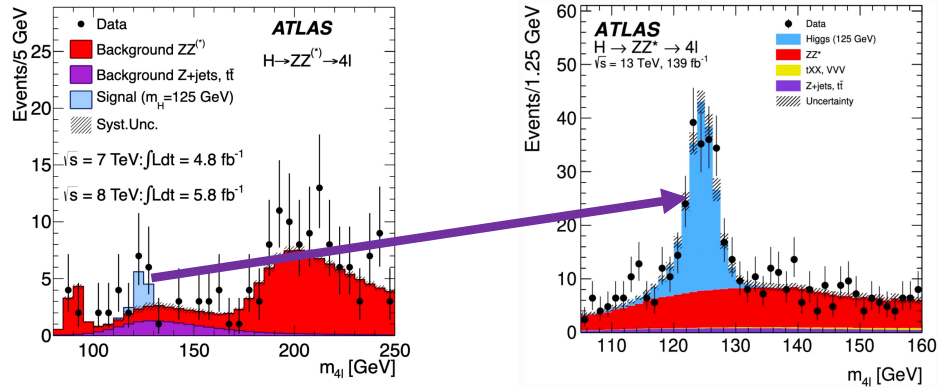 Events/5 GeV
25
20
15
10
5
0
100
150
200
250
m4l [GeV]
Data
Background ZZ(*)
Background Z+jets, tt̄
Signal (mH=125 GeV)
Syst.Unc.
√s = 7 TeV:∫Ldt = 4.8 fb-1
√s = 8 TeV:∫Ldt = 5.8 fb-1
ATLAS
H→ZZ(*)→4l
Events/1.25 GeV
60
50
40
30
20
10
0
110
120
130
140
150
160
m4l [GeV]
ATLAS
H → ZZ* → 4l
√s = 13 TeV, 139 fb-1
Data
Higgs (125 GeV)
ZZ*
tXX, VVV
Z+jets, tt̄
Uncertainty